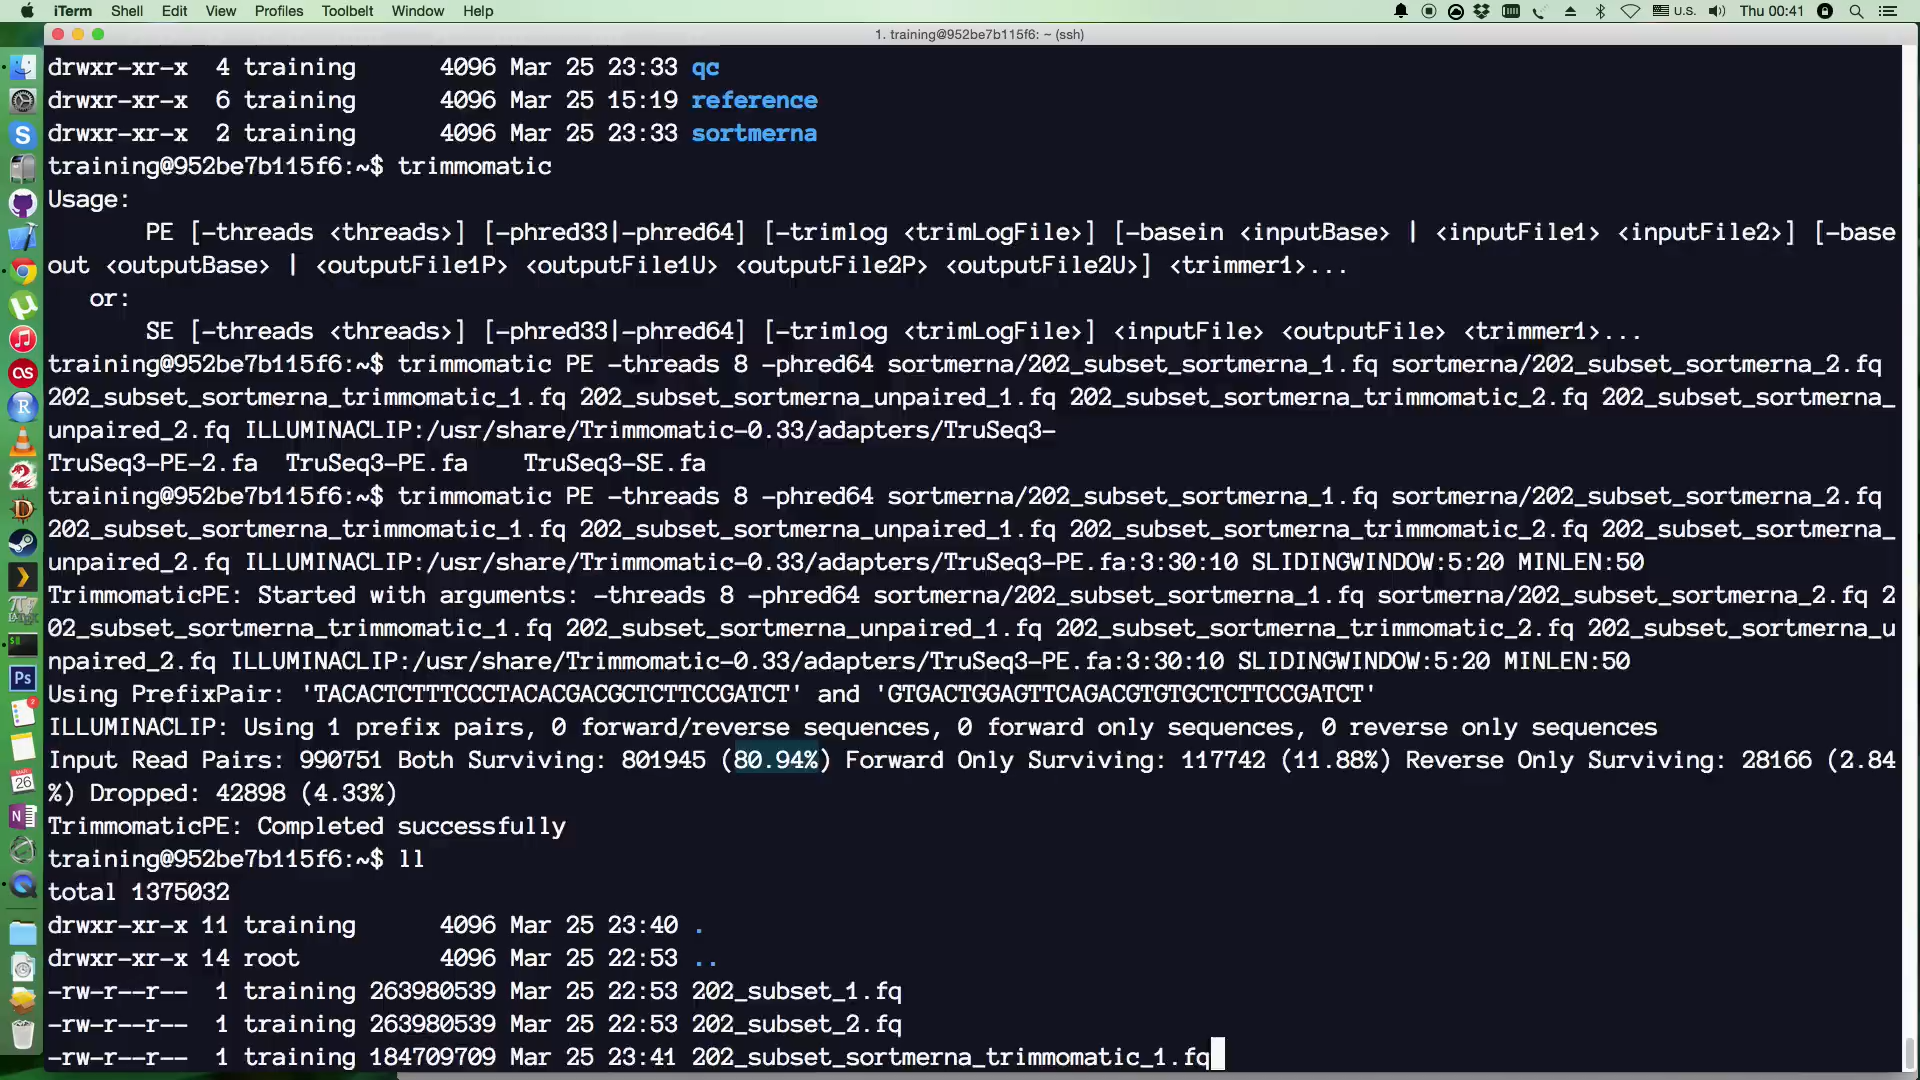 iTerm Shell Edit View Profiles Toolbelt Window Help U.S. Thu 00:41
1. training@952be7b115f6: ~ (ssh)
drwxr-xr-x  4 training        4096 Mar 25 23:33 qc
drwxr-xr-x  6 training        4096 Mar 25 15:19 reference
drwxr-xr-x  2 training        4096 Mar 25 23:33 sortmerna
training@952be7b115f6:~$ trimmomatic
Usage:
       PE [-threads <threads>] [-phred33|-phred64] [-trimlog <trimLogFile>] [-basein <inputBase> | <inputFile1> <inputFile2>] [-base
out <outputBase> | <outputFile1P> <outputFile1U> <outputFile2P> <outputFile2U>] <trimmer1>...
   or:
       SE [-threads <threads>] [-phred33|-phred64] [-trimlog <trimLogFile>] <inputFile> <outputFile> <trimmer1>...
training@952be7b115f6:~$ trimmomatic PE -threads 8 -phred64 sortmerna/202_subset_sortmerna_1.fq sortmerna/202_subset_sortmerna_2.fq
202_subset_sortmerna_trimmomatic_1.fq 202_subset_sortmerna_unpaired_1.fq 202_subset_sortmerna_trimmomatic_2.fq 202_subset_sortmerna_
unpaired_2.fq ILLUMINACLIP:/usr/share/Trimmomatic-0.33/adapters/TruSeq3-
TruSeq3-PE-2.fa  TruSeq3-PE.fa    TruSeq3-SE.fa
training@952be7b115f6:~$ trimmomatic PE -threads 8 -phred64 sortmerna/202_subset_sortmerna_1.fq sortmerna/202_subset_sortmerna_2.fq
202_subset_sortmerna_trimmomatic_1.fq 202_subset_sortmerna_unpaired_1.fq 202_subset_sortmerna_trimmomatic_2.fq 202_subset_sortmerna_
unpaired_2.fq ILLUMINACLIP:/usr/share/Trimmomatic-0.33/adapters/TruSeq3-PE.fa:3:30:10 SLIDINGWINDOW:5:20 MINLEN:50
TrimmomaticPE: Started with arguments: -threads 8 -phred64 sortmerna/202_subset_sortmerna_1.fq sortmerna/202_subset_sortmerna_2.fq 2
02_subset_sortmerna_trimmomatic_1.fq 202_subset_sortmerna_unpaired_1.fq 202_subset_sortmerna_trimmomatic_2.fq 202_subset_sortmerna_u
npaired_2.fq ILLUMINACLIP:/usr/share/Trimmomatic-0.33/adapters/TruSeq3-PE.fa:3:30:10 SLIDINGWINDOW:5:20 MINLEN:50
Using PrefixPair: 'TACACTCTTTCCCTACACGACGCTCTTCCGATCT' and 'GTGACTGGAGTTCAGACGTGTGCTCTTCCGATCT'
ILLUMINACLIP: Using 1 prefix pairs, 0 forward/reverse sequences, 0 forward only sequences, 0 reverse only sequences
Input Read Pairs: 990751 Both Surviving: 801945 (80.94%) Forward Only Surviving: 117742 (11.88%) Reverse Only Surviving: 28166 (2.84
%) Dropped: 42898 (4.33%)
TrimmomaticPE: Completed successfully
training@952be7b115f6:~$ ll
total 1375032
drwxr-xr-x 11 training      4096 Mar 25 23:40 .
drwxr-xr-x 14 root          4096 Mar 25 22:53 ..
-rw-r--r--  1 training 263980539 Mar 25 22:53 202_subset_1.fq
-rw-r--r--  1 training 263980539 Mar 25 22:53 202_subset_2.fq
-rw-r--r--  1 training 184709709 Mar 25 23:41 202_subset_sortmerna_trimmomatic_1.fq